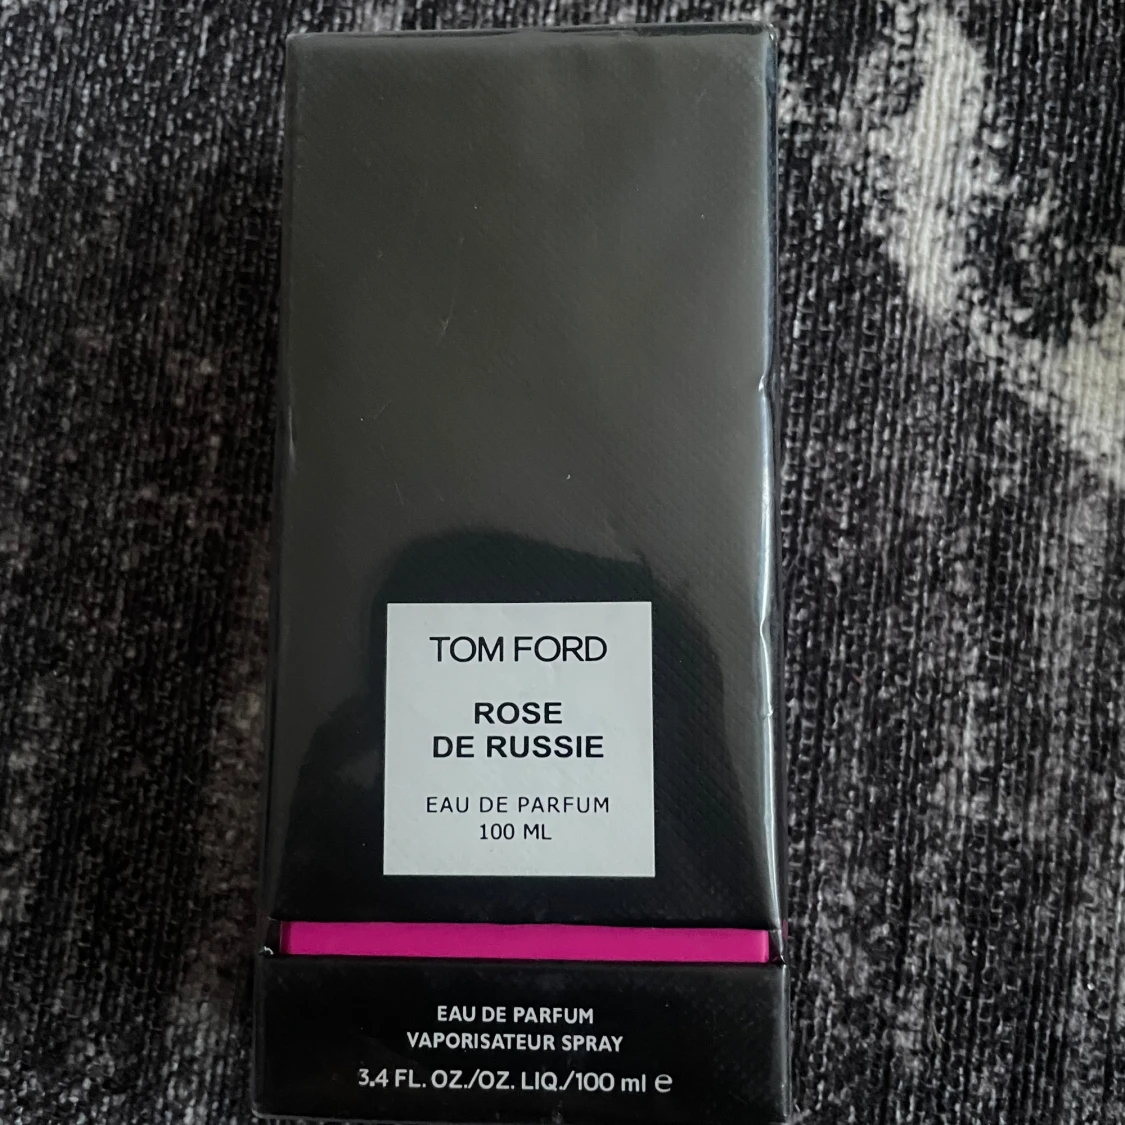 TOM FORD
ROSE
DE RUSSIE
EAU DE PARFUM
100 ML
EAU DE PARFUM
VAPORISATEUR SPRAY
3.4 FL. OZ./OZ. LIQ./100 ml e